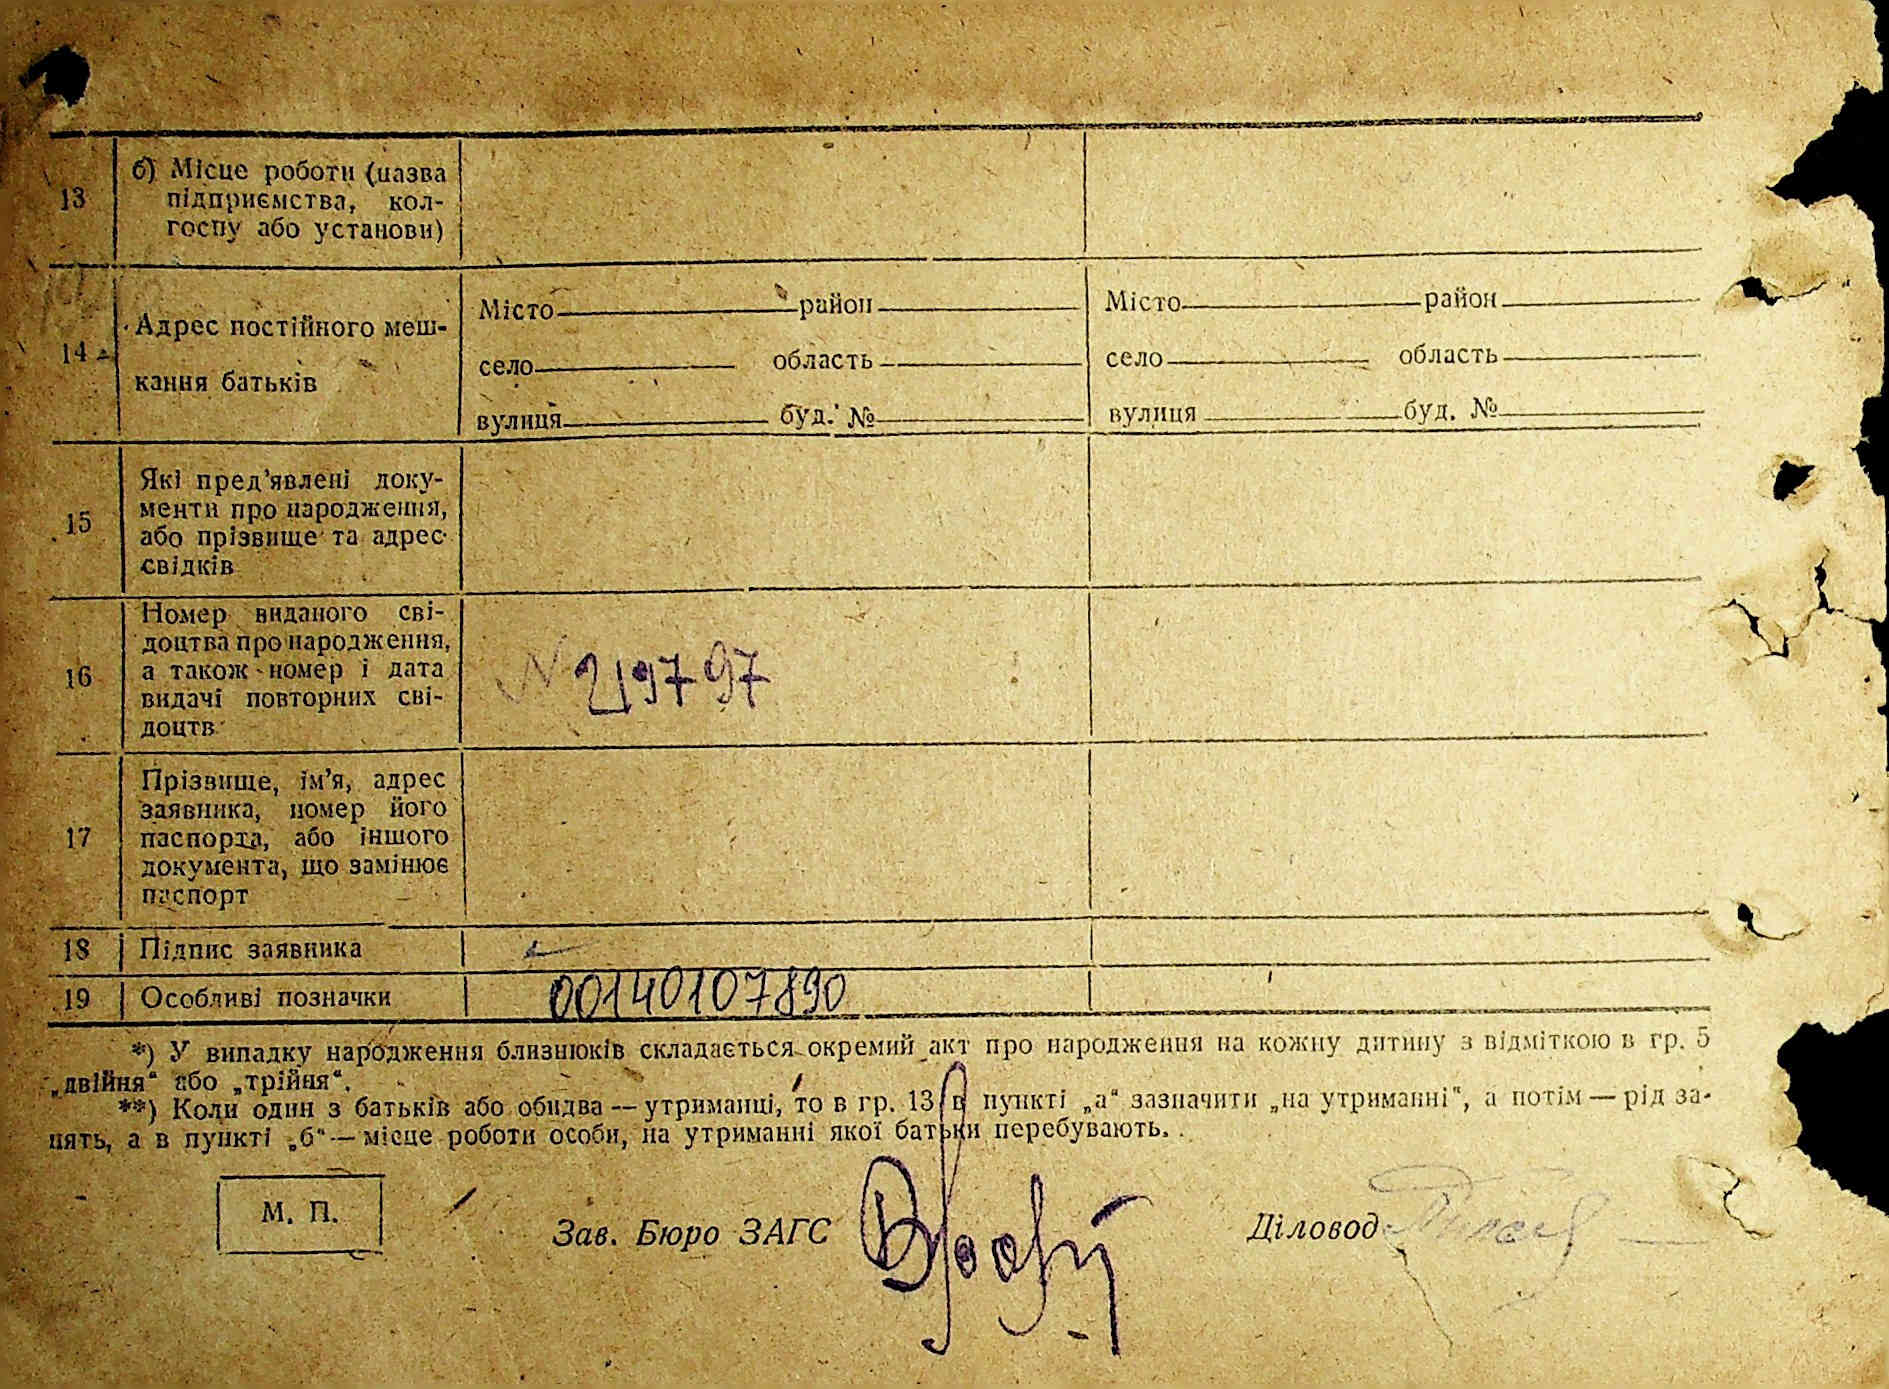 13
б) Місце роботи (назва
підприємства, кол-
госпу або установи)
14
Адрес постійного меш-
кання батьків
Місто район
село область
вулиця буд. №
Місто район
село область
вулиця буд. №
15
Які пред'явлені доку-
менти про народження,
або прізвище та адрес
свідків
16
Номер виданого сві-
доцтва про народження,
а також номер і дата
видачі повторних сві-
доцтв
N 219797
17
Прізвище, ім'я, адрес
заявника, номер його
паспорта, або іншого
документа, що замінює
паспорт
18 Підпис заявника
19 Особливі позначки 00140107890
*) У випадку народження близнюків складається окремий акт про народження на кожну дитину з відміткою в гр. 5
„двійня“ або „трійня“.
**) Коли один з батьків або обидва — утриманці, то в гр. 13 в пункті „а“ зазначити „на утриманні“, а потім — рід за-
нять, а в пункті „б“ — місце роботи особи, на утриманні якої батьки перебувають.
М. П.
Зав. Бюро ЗАГС
Діловод